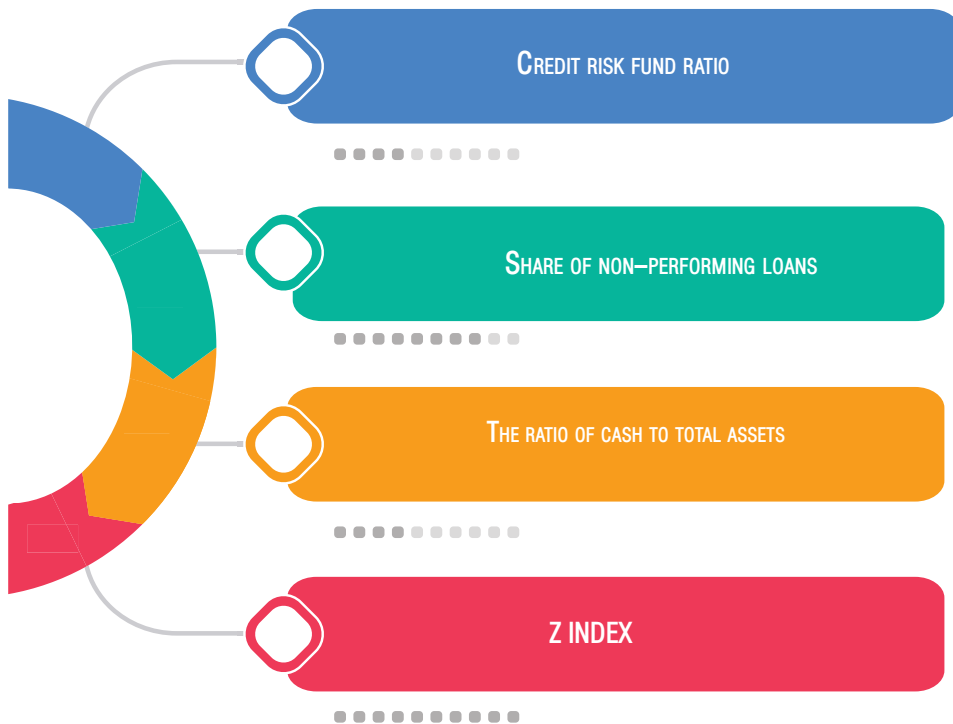 CREDIT RISK FUND RATIO
SHARE OF NON–PERFORMING LOANS
THE RATIO OF CASH TO TOTAL ASSETS
Z INDEX